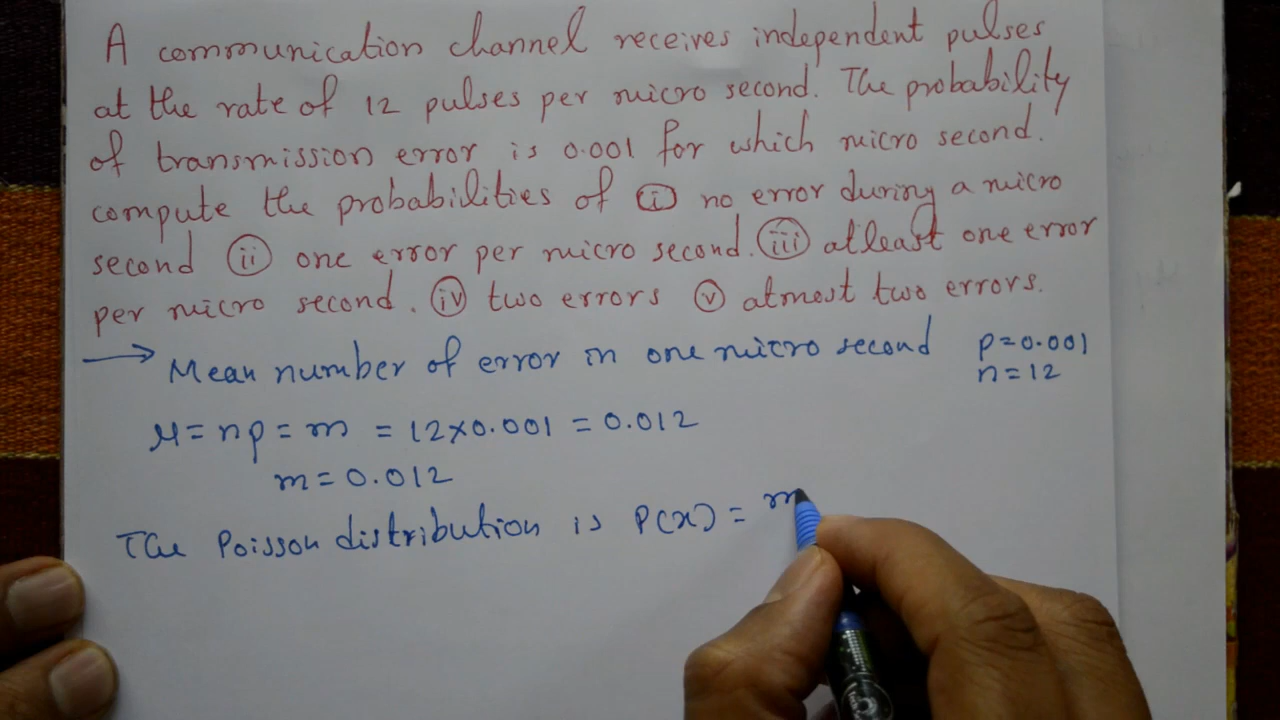 A communication channel receives independent pulses
at the rate of 12 pulses per micro second. The probability
of transmission error is 0.001 for which micro second.
compute the probabilities of (i) no error during a micro
second (ii) one error per micro second. (iii) atleast one error
per micro second. (iv) two errors (v) atmost two errors.
→ Mean number of error in one micro second
p=0.001
n=12
μ = np = m = 12×0.001 = 0.012
m = 0.012
The Poisson distribution is P(x) = m